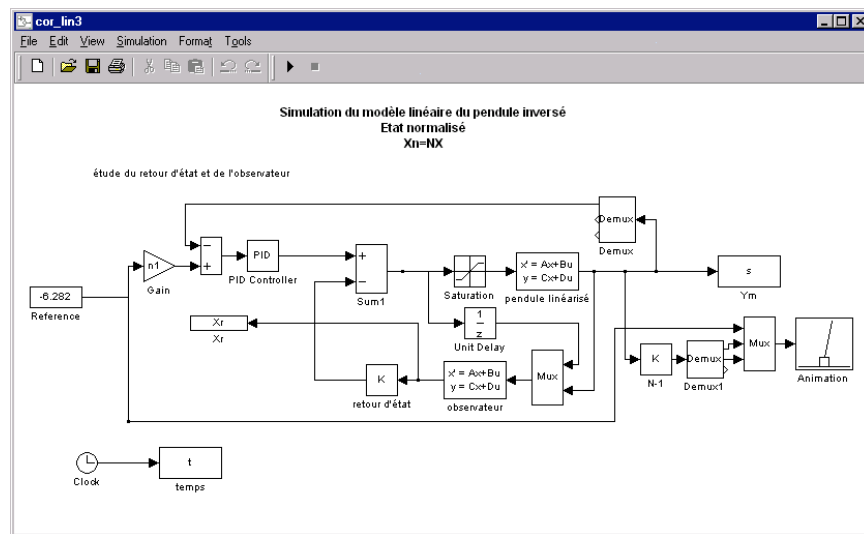 cor_lin3
File Edit View Simulation Format Tools
Simulation du modèle linéaire du pendule inversé
Etat normalisé
Xn=NX
étude du retour d'état et de l'observateur
Demux
Demux
n1
Gain
PID
PID Controller
Sum1
Saturation
x' = Ax+Bu
y = Cx+Du
pendule linéarisé
s
Ym
-6.282
Reference
Xr
Xr
1
z
Unit Delay
K
retour d'état
x' = Ax+Bu
y = Cx+Du
observateur
Mux
K
N-1
Demux
Demux1
Mux
Animation
Clock
t
temps